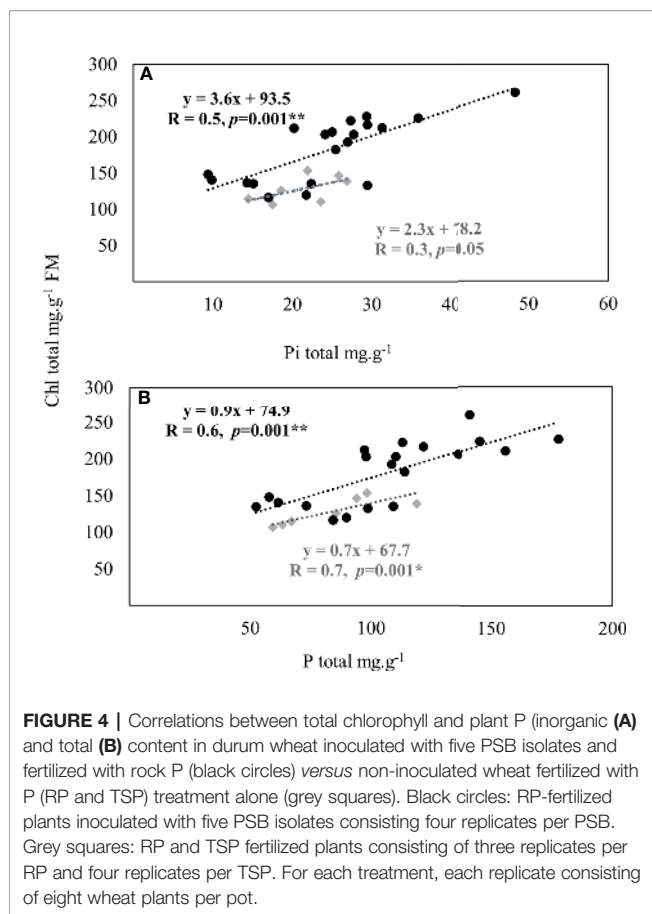 300
A
250
y = 3.6x + 93.5
R = 0.5, p=0.001**
200
150
100
y = 2.3x + 78.2
50
R = 0.3, p=0.05
10 20 30 40 50 60
Pi total mg.g-1
Chl total mg.g-1 FM
300
B
y = 0.9x + 74.9
250
R = 0.6, p=0.001**
200
150
100
y = 0.7x + 67.7
50
R = 0.7, p=0.001*
50 100 150 200
P total mg.g-1
FIGURE 4 | Correlations between total chlorophyll and plant P (inorganic (A)
and total (B) content in durum wheat inoculated with five PSB isolates and
fertilized with rock P (black circles) versus non-inoculated wheat fertilized with
P (RP and TSP) treatment alone (grey squares). Black circles: RP-fertilized
plants inoculated with five PSB isolates consisting four replicates per PSB.
Grey squares: RP and TSP fertilized plants consisting of three replicates per
RP and four replicates per TSP. For each treatment, each replicate consisting
of eight wheat plants per pot.